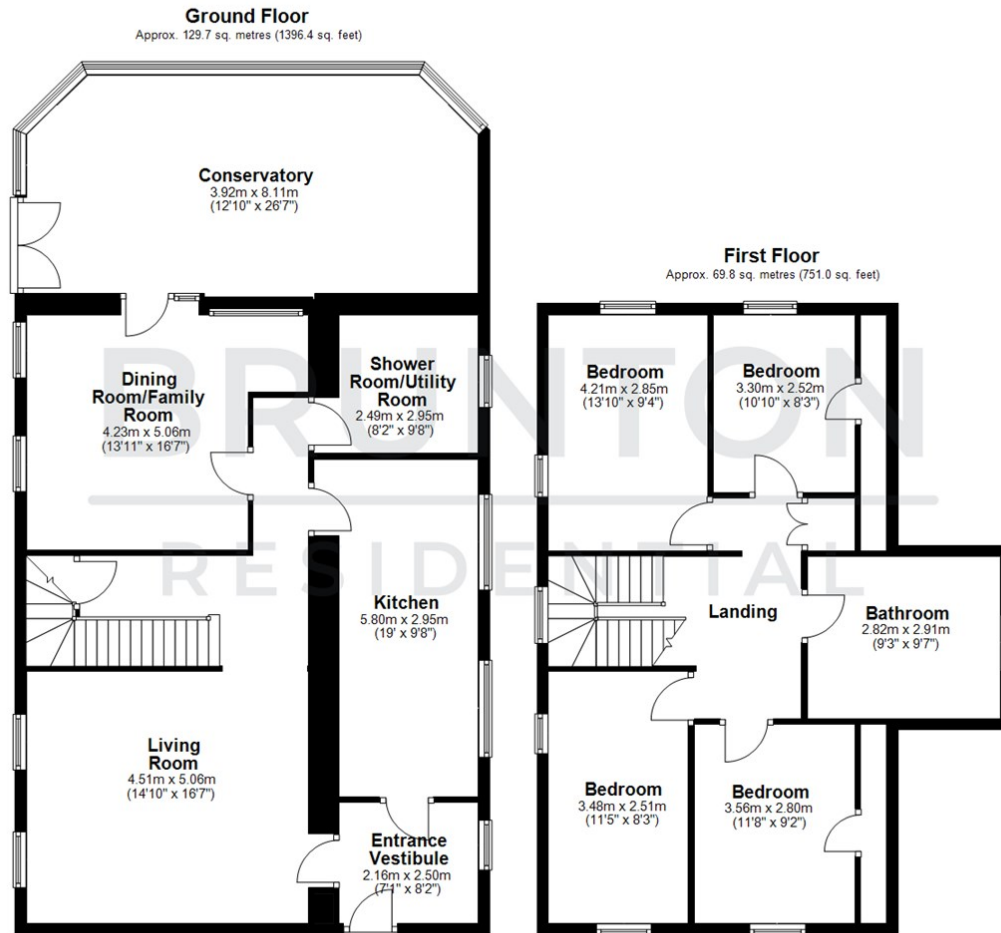 Ground Floor
Approx. 129.7 sq. metres (1396.4 sq. feet)
Conservatory
3.92m x 8.11m
(12'10" x 26'7")
Dining
Room/Family
Room
4.23m x 5.06m
(13'11" x 16'7")
Shower
Room/Utility
Room
2.49m x 2.95m
(8'2" x 9'8")
Kitchen
5.80m x 2.95m
(19' x 9'8")
Living
Room
4.51m x 5.06m
(14'10" x 16'7")
Entrance
Vestibule
2.16m x 2.50m
(7'1" x 8'2")
First Floor
Approx. 69.8 sq. metres (751.0 sq. feet)
Bedroom
4.21m x 2.85m
(13'10" x 9'4")
Bedroom
3.30m x 2.52m
(10'10" x 8'3")
Landing
Bathroom
2.82m x 2.91m
(9'3" x 9'7")
Bedroom
3.48m x 2.51m
(11'5" x 8'3")
Bedroom
3.56m x 2.80m
(11'8" x 9'2")
BRUNTON
RESIDENTIAL